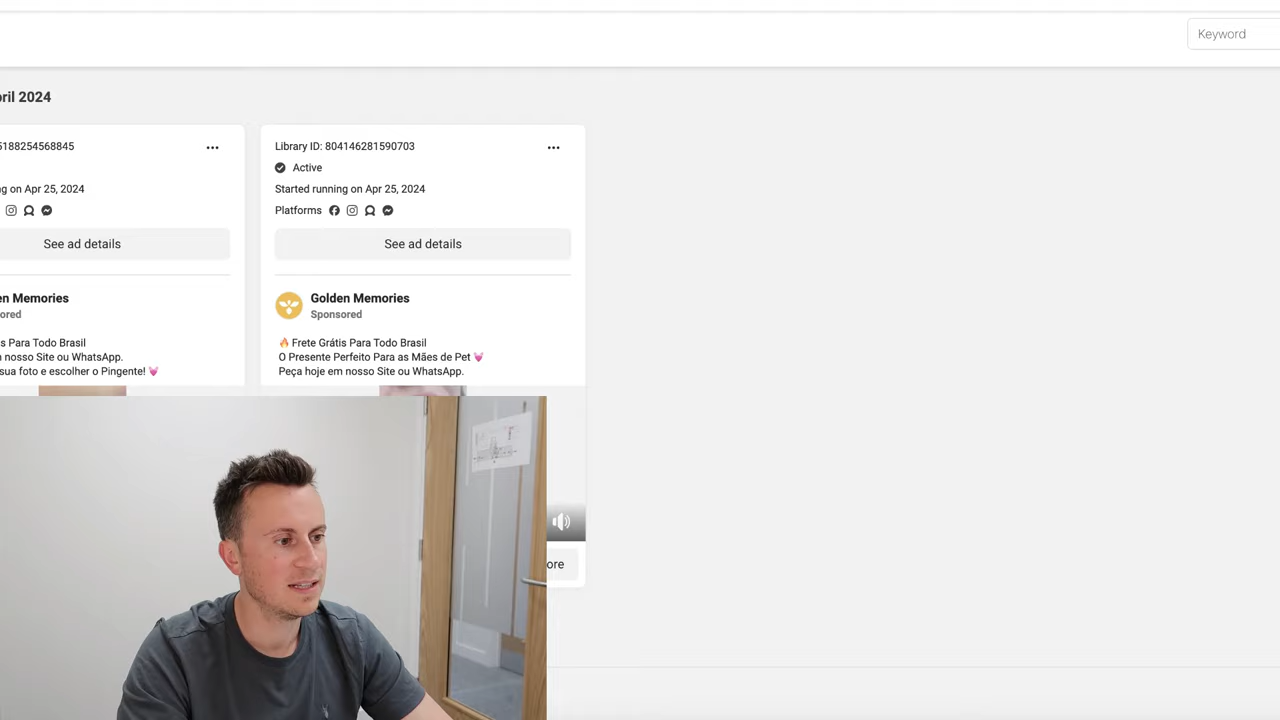 Keyword
pril 2024
5188254568845
Library ID: 804146281590703
Active
ng on Apr 25, 2024
Started running on Apr 25, 2024
Platforms
See ad details
See ad details
en Memories
ored
Golden Memories
Sponsored
s Para Todo Brasil
n nosso Site ou WhatsApp.
sua foto e escolher o Pingente! 💓
🔥 Frete Grátis Para Todo Brasil
O Presente Perfeito Para as Mães de Pet 💓
Peça hoje em nosso Site ou WhatsApp.
ore